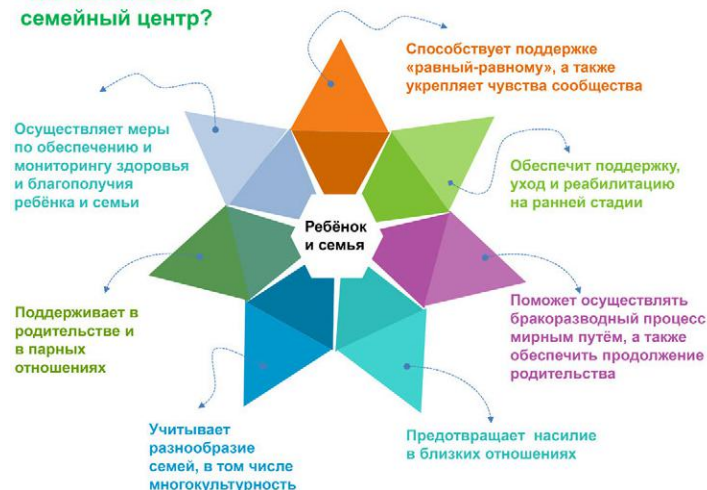 семейный центр?
Способствует поддержке
«равный-равному», а также
укрепляет чувства сообщества
Осуществляет меры
по обеспечению и
мониторингу здоровья
и благополучия
ребёнка и семьи
Обеспечит поддержку,
уход и реабилитацию
на ранней стадии
Ребёнок
и семья
Поддерживает в
родительстве и
в парных
отношениях
Поможет осуществлять
бракоразводный процесс
мирным путём, а также
обеспечить продолжение
родительства
Учитывает
разнообразие
семей, в том числе
многокультурность
Предотвращает насилие
в близких отношениях